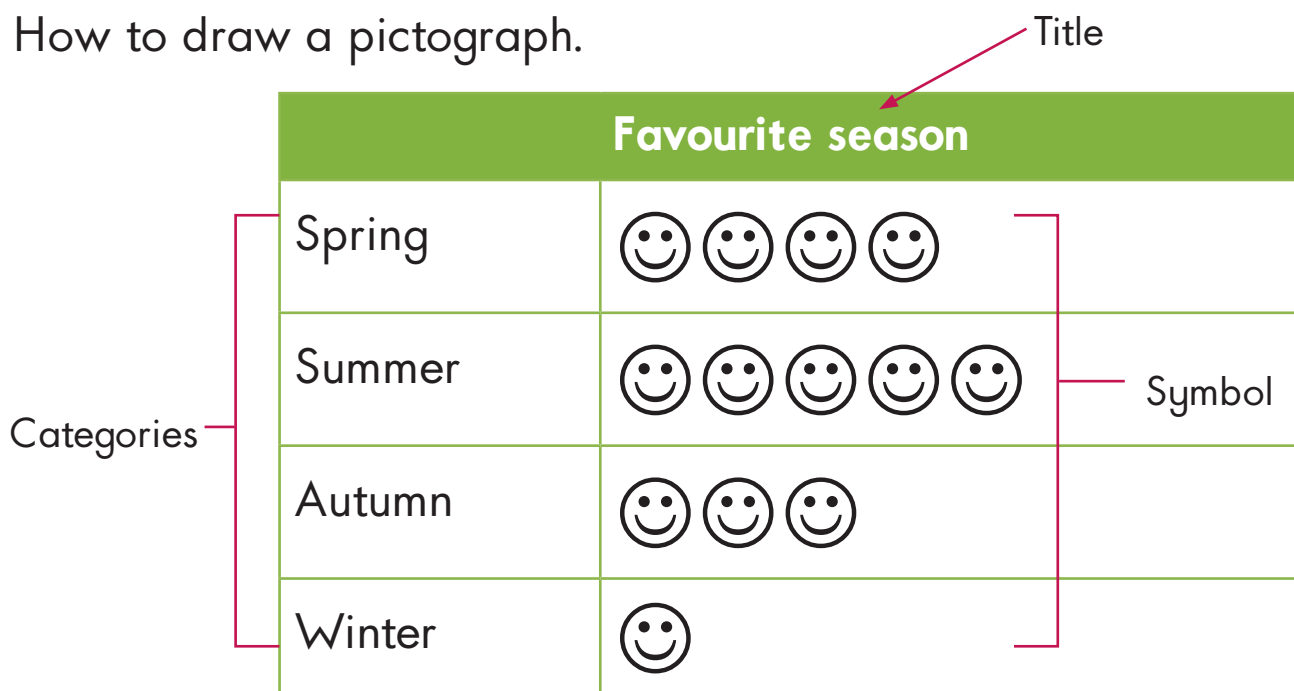 How to draw a pictograph.
Title
Favourite season
Spring
Summer
Symbol
Categories
Autumn
Winter